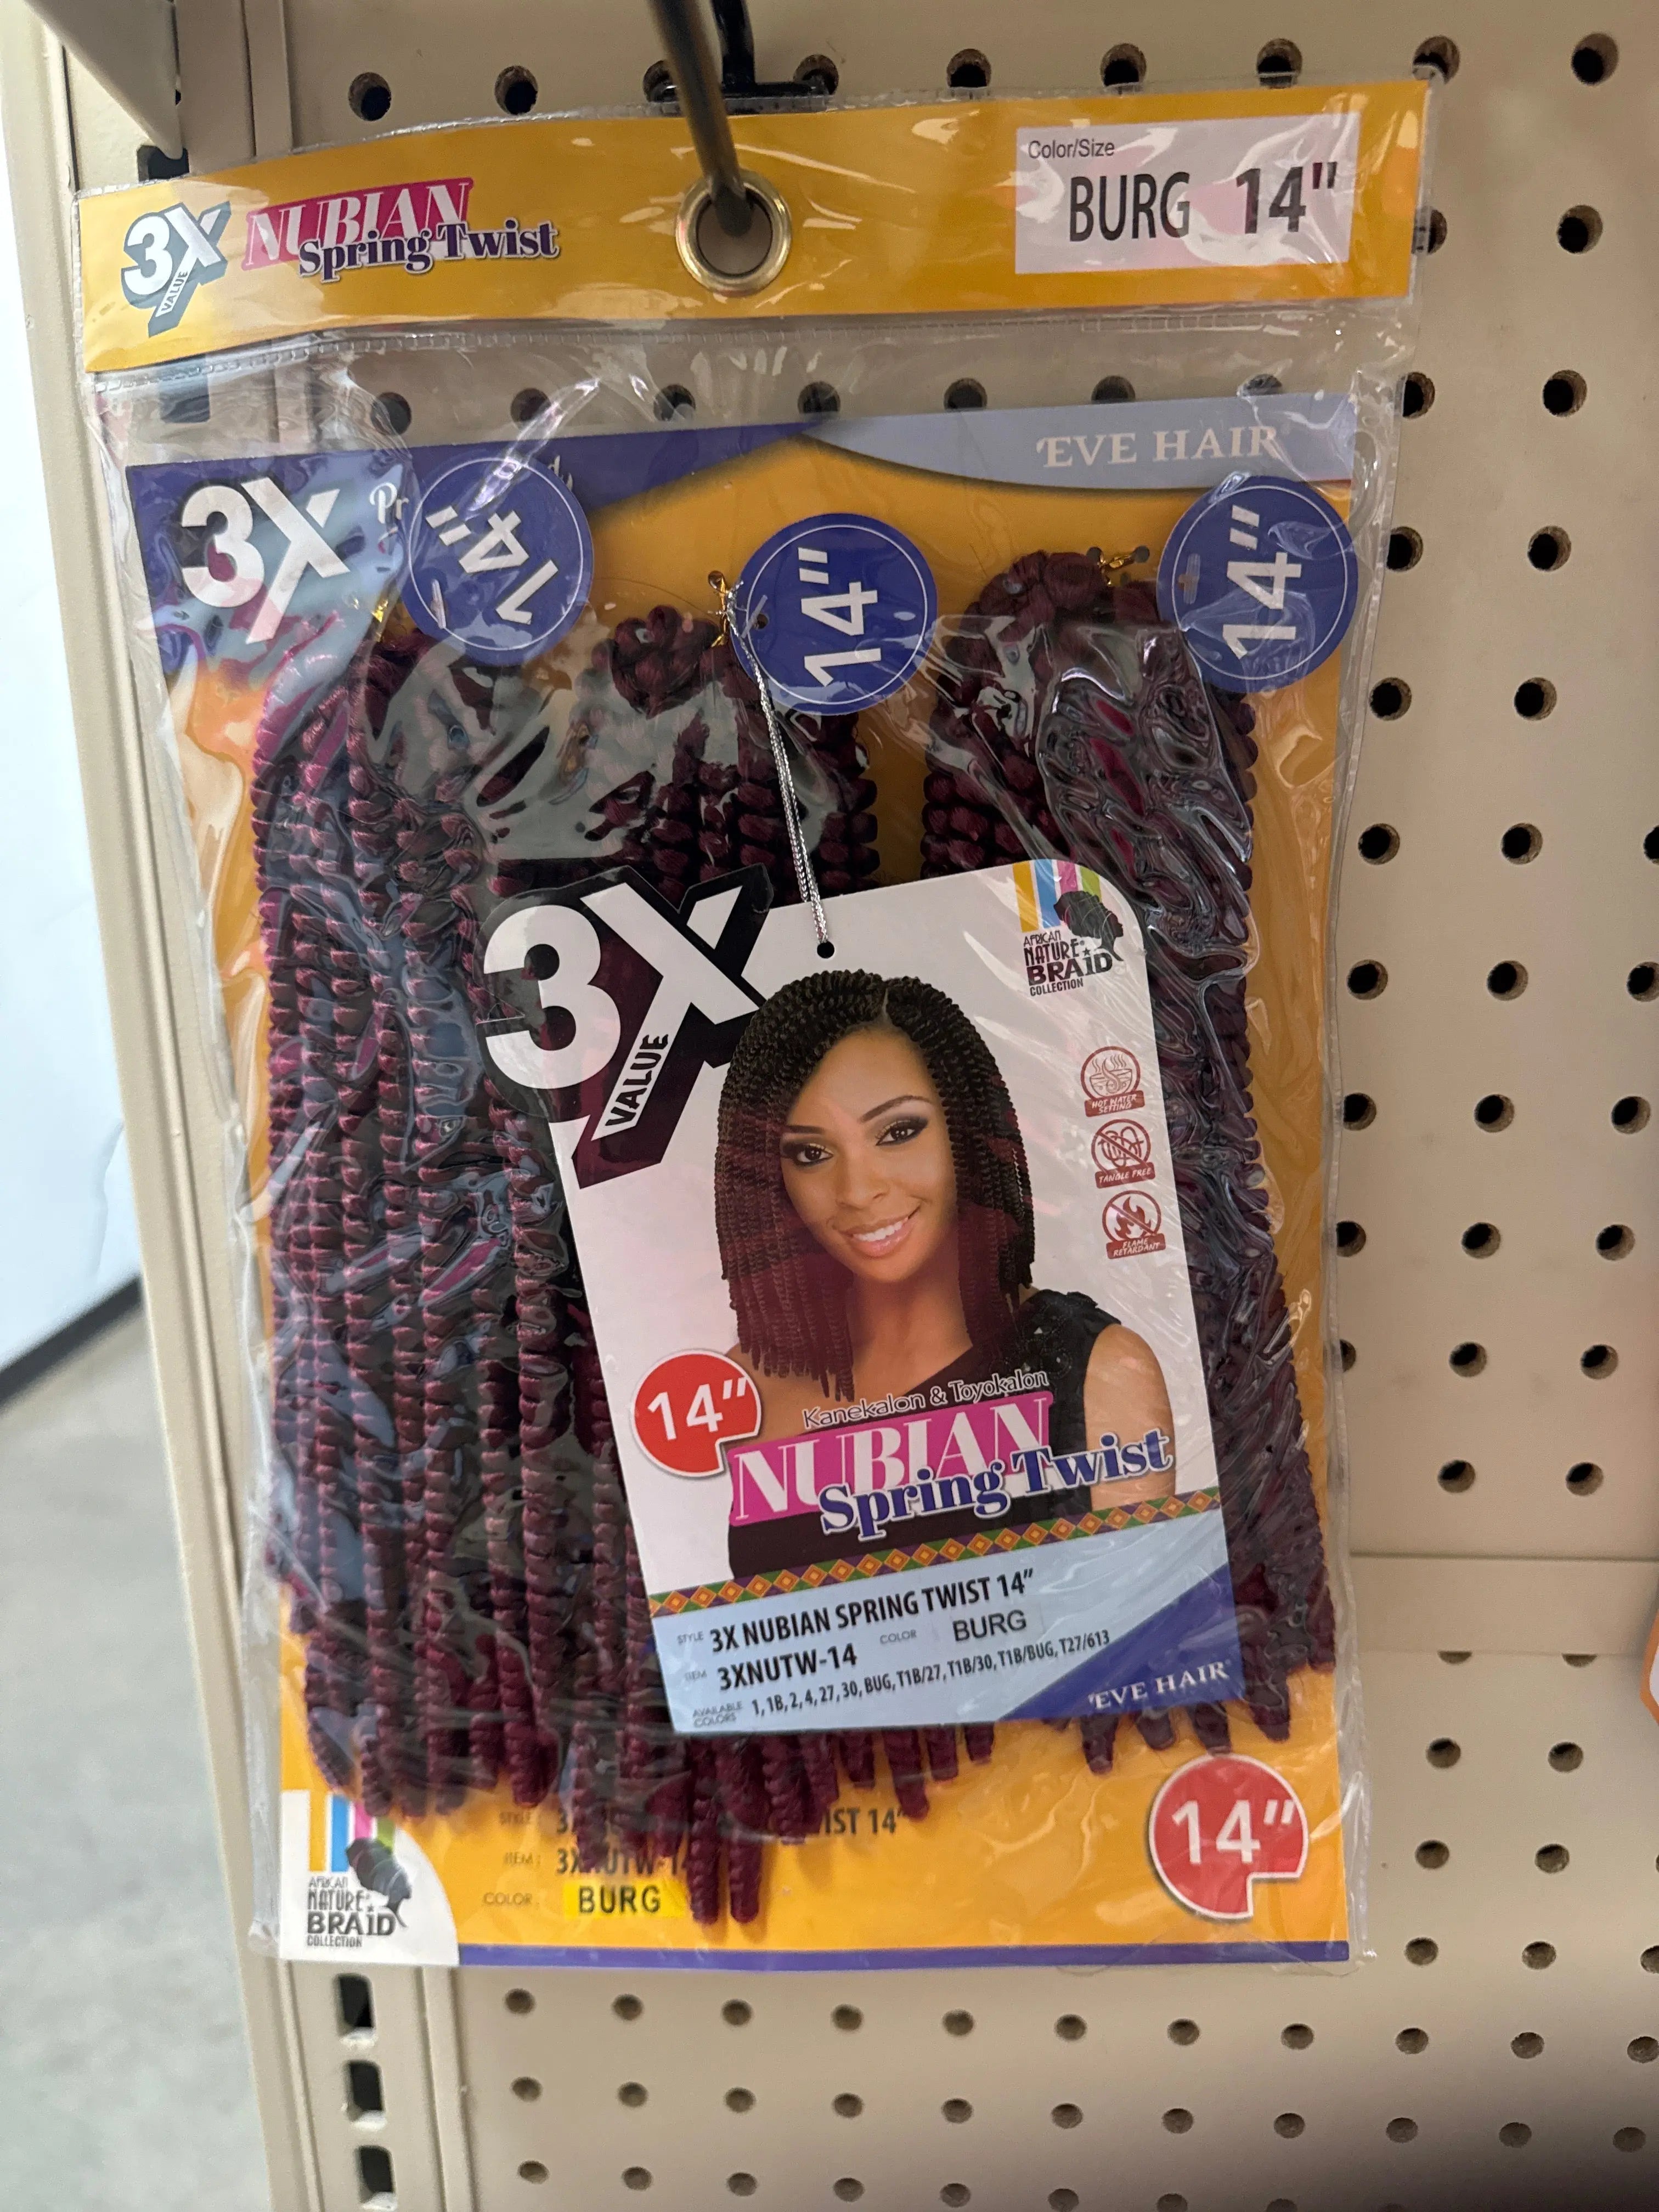 3X
VALUE
NUBIAN
Spring Twist
Color/Size
BURG 14"
EVE HAIR
3X
14"
14"
14"
3X
VALUE
AFRICAN
NATURE
BRAID
COLLECTION
HOT WATER
SETTING
TANGLE FREE
FLAME
RETARDANT
14"
Kanekalon & Toyokalon
NUBIAN
Spring Twist
STYLE 3X NUBIAN SPRING TWIST 14"
ITEM 3XNUTW-14 COLOR BURG
AVAILABLE COLORS 1, 1B, 2, 4, 27, 30, BUG, T1B/27, T1B/30, T1B/BUG, T27/613
EVE HAIR
STYLE: 14"
ITEM:
COLOR: BURG
AFRICAN
NATURE
BRAID
COLLECTION
14"